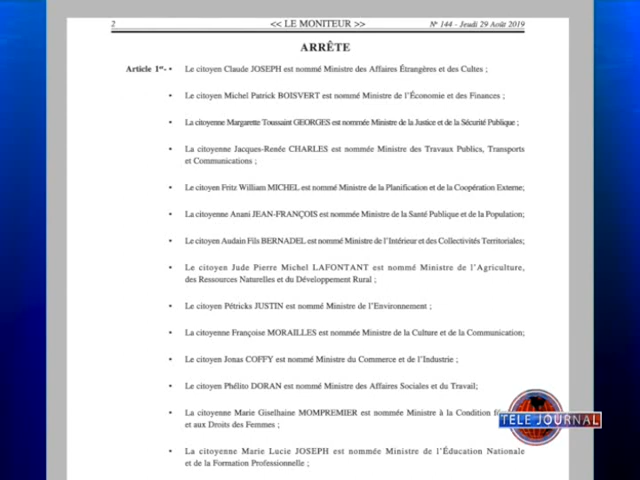 2 << LE MONITEUR >> Nº 144 - Jeudi 29 Août 2019
ARRÊTE
Article 1er.- • Le citoyen Claude JOSEPH est nommé Ministre des Affaires Étrangères et des Cultes ;
• Le citoyen Michel Patrick BOISVERT est nommé Ministre de l'Économie et des Finances ;
• La citoyenne Margarette Toussaint GEORGES est nommée Ministre de la Justice et de la Sécurité Publique ;
• La citoyenne Jacques-Renée CHARLES est nommée Ministre des Travaux Publics, Transports
et Communications ;
• Le citoyen Fritz William MICHEL est nommé Ministre de la Planification et de la Coopération Externe;
• La citoyenne Anani JEAN-FRANÇOIS est nommée Ministre de la Santé Publique et de la Population;
• Le citoyen Audain Fils BERNADEL est nommé Ministre de l'Intérieur et des Collectivités Territoriales;
• Le citoyen Jude Pierre Michel LAFONTANT est nommé Ministre de l'Agriculture,
des Ressources Naturelles et du Développement Rural ;
• Le citoyen Pétricks JUSTIN est nommé Ministre de l'Environnement ;
• La citoyenne Françoise MORAILLES est nommée Ministre de la Culture et de la Communication;
• Le citoyen Jonas COFFY est nommé Ministre du Commerce et de l'Industrie ;
• Le citoyen Phélito DORAN est nommé Ministre des Affaires Sociales et du Travail;
• La citoyenne Marie Giselhaine MOMPREMIER est nommée Ministre à la Condition
et aux Droits des Femmes ;
TELE JOURNAL
• La citoyenne Marie Lucie JOSEPH est nommée Ministre de l'Éducation Nationale
et de la Formation Professionnelle ;